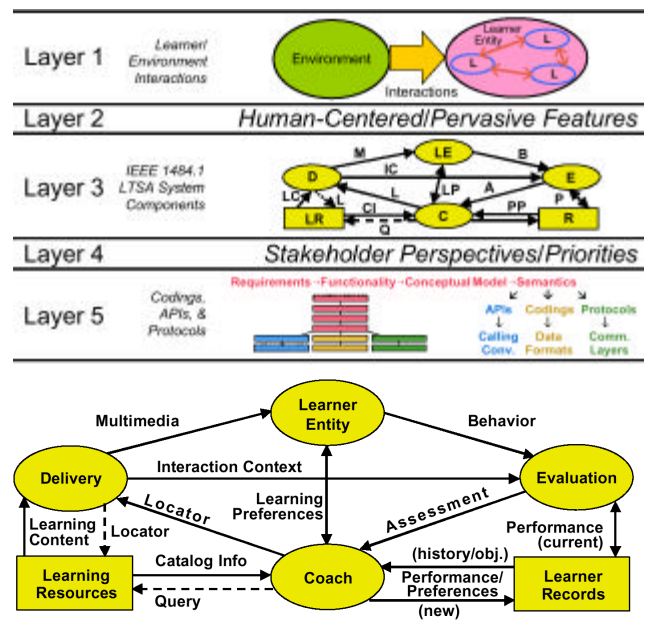 Layer 1
Learner/
Environment
Interactions
Environment
Interactions
Learner
Entity
L
L
L
Layer 2
Human-Centered/Pervasive Features
Layer 3
IEEE 1484.1
LTSA System
Components
LE
M
B
IC
D
E
L
LP
A
LC
L
CI
PP
P
LR
C
R
Q
Layer 4
Stakeholder Perspectives/Priorities
Layer 5
Codings,
APIs, &
Protocols
Requirements→Functionality→Conceptual Model→Semantics
APIs Codings Protocols
Calling
Conv.
Data
Formats
Comm.
Layers
Learner
Entity
Multimedia
Behavior
Delivery
Interaction Context
Evaluation
Locator
Learning
Preferences
Assessment
Learning
Content
Locator
Performance
(current)
Learning
Resources
Catalog Info
Query
Coach
(history/obj.)
Performance/
Preferences
(new)
Learner
Records